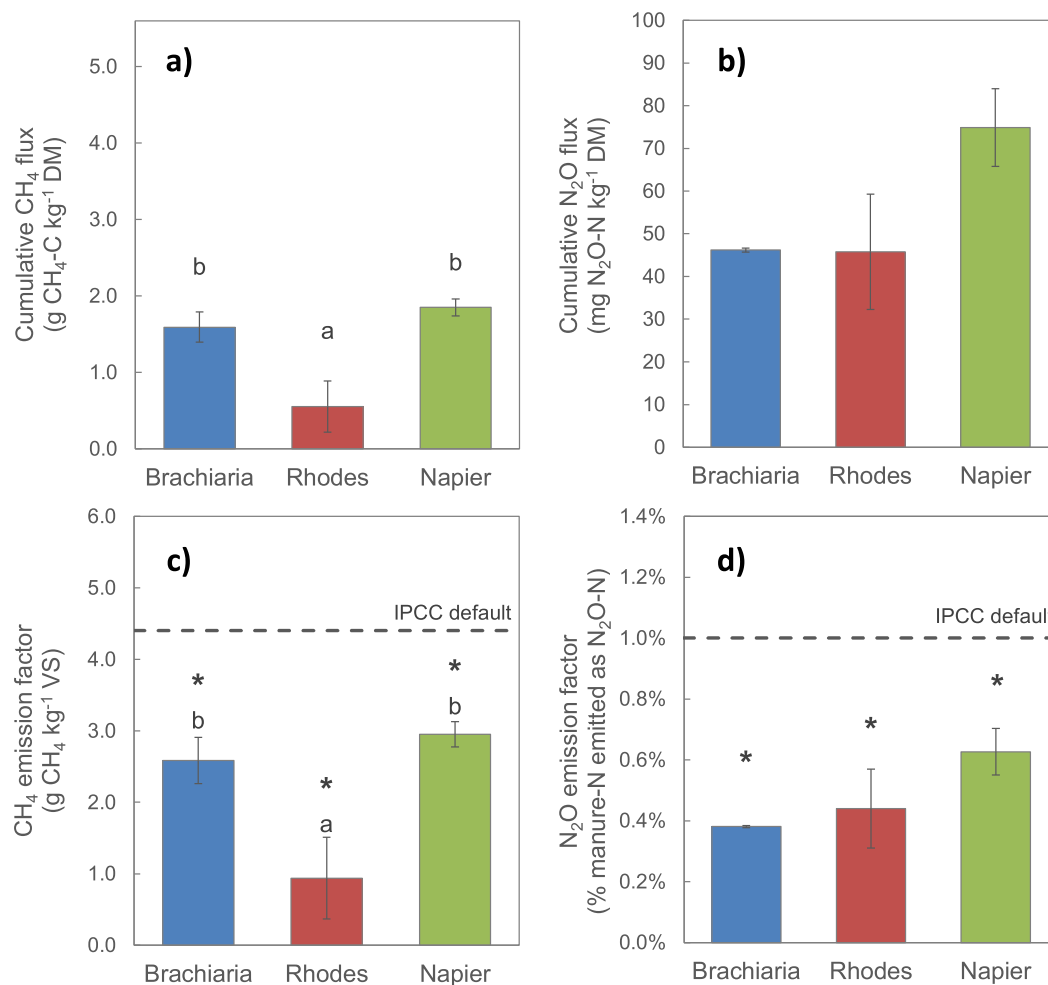 a)
Cumulative CH₄ flux
(g CH₄-C kg⁻¹ DM)
5.0
4.0
3.0
2.0
1.0
0.0
b
a
b
Brachiaria Rhodes Napier
b)
Cumulative N₂O flux
(mg N₂O-N kg⁻¹ DM)
100
90
80
70
60
50
40
30
20
10
0
Brachiaria Rhodes Napier
c)
CH₄ emission factor
(g CH₄ kg⁻¹ VS)
6.0
5.0
4.0
3.0
2.0
1.0
0.0
IPCC default
*
b
*
a
*
b
Brachiaria Rhodes Napier
d)
N₂O emission factor
(% manure-N emitted as N₂O-N)
1.4%
1.2%
1.0%
0.8%
0.6%
0.4%
0.2%
0.0%
IPCC default
*
*
*
Brachiaria Rhodes Napier